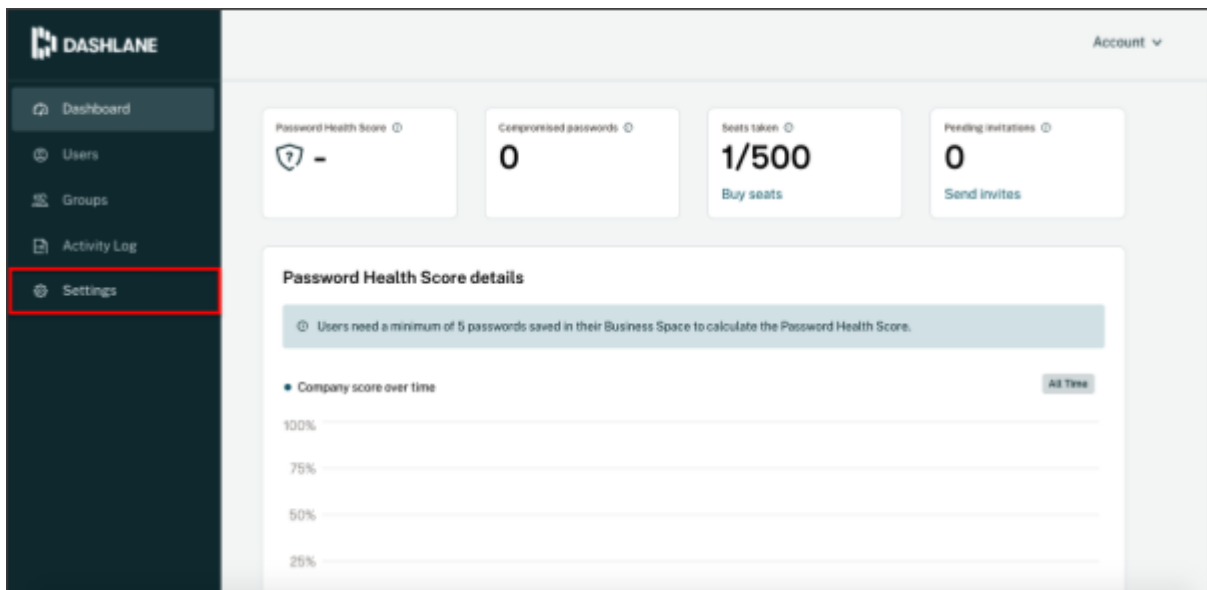 DASHLANE
Account
Dashboard
Users
Groups
Activity Log
Settings
Password Health Score
-
Compromised passwords
0
Seats taken
1/500
Buy seats
Pending invitations
0
Send invites
Password Health Score details
Users need a minimum of 5 passwords saved in their Business Space to calculate the Password Health Score.
Company score over time
All Time
100%
75%
50%
25%